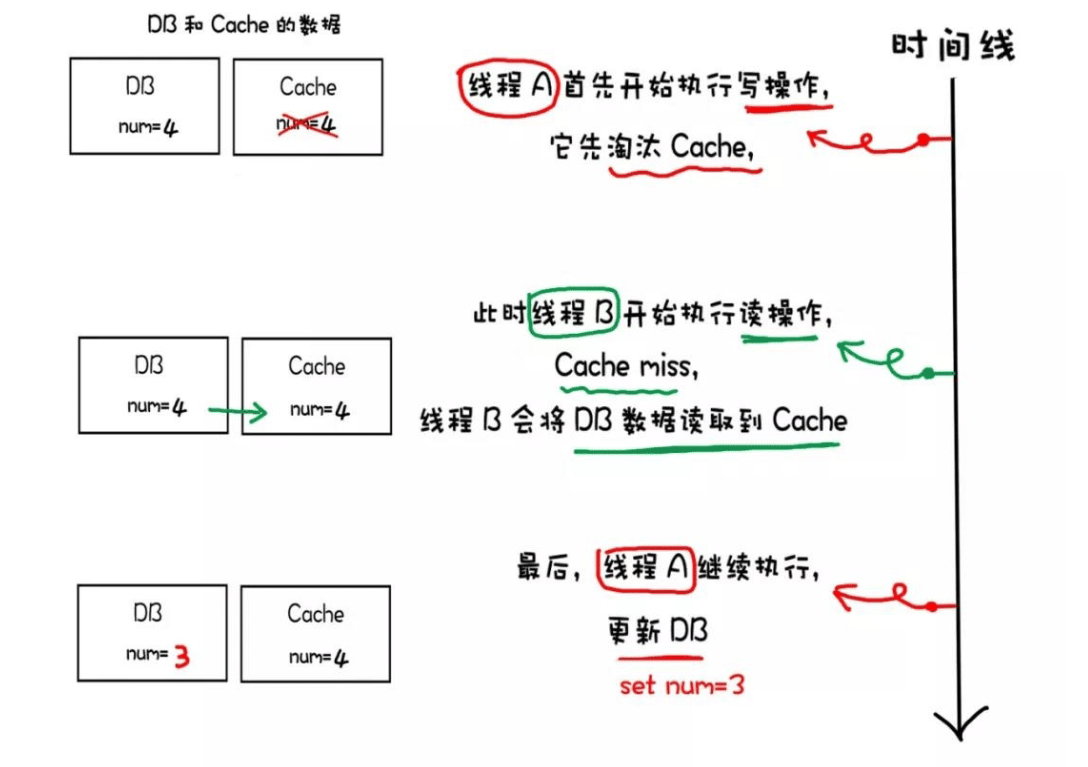 DB 和 Cache 的数据
时间线
DB
num=4
Cache
num=4
线程 A 首先开始执行写操作,
它先淘汰 Cache,
DB
num=4
Cache
num=4
此时线程 B 开始执行读操作,
Cache miss,
线程 B 会将 DB 数据读取到 Cache
DB
num=3
Cache
num=4
最后, 线程 A 继续执行,
更新 DB
set num=3